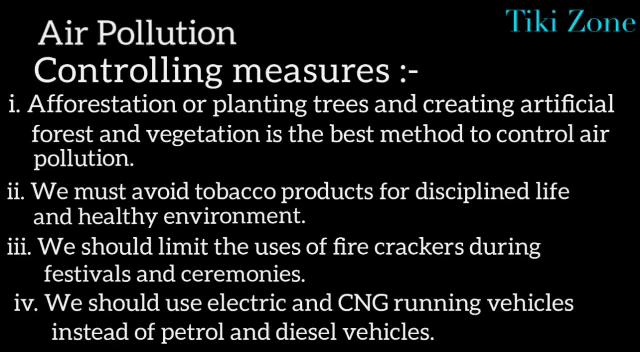 Tiki Zone
Air Pollution
Controlling measures :-
i. Afforestation or planting trees and creating artificial
forest and vegetation is the best method to control air
pollution.
ii. We must avoid tobacco products for disciplined life
and healthy environment.
iii. We should limit the uses of fire crackers during
festivals and ceremonies.
iv. We should use electric and CNG running vehicles
instead of petrol and diesel vehicles.